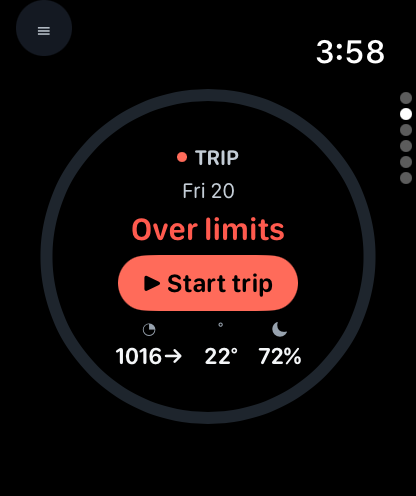 3:58
TRIP
Fri 20
Over limits
Start trip
°
1016→ 22° 72%